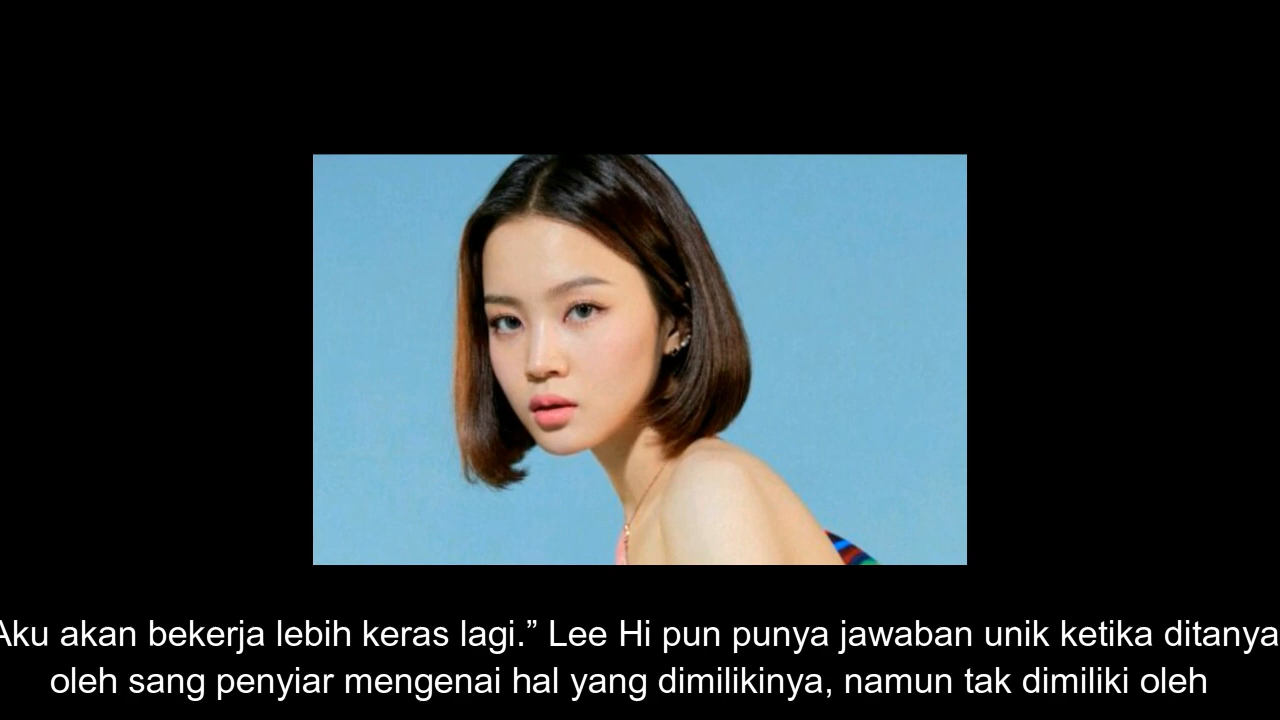 Aku akan bekerja lebih keras lagi.” Lee Hi pun punya jawaban unik ketika ditanya
oleh sang penyiar mengenai hal yang dimilikinya, namun tak dimiliki oleh